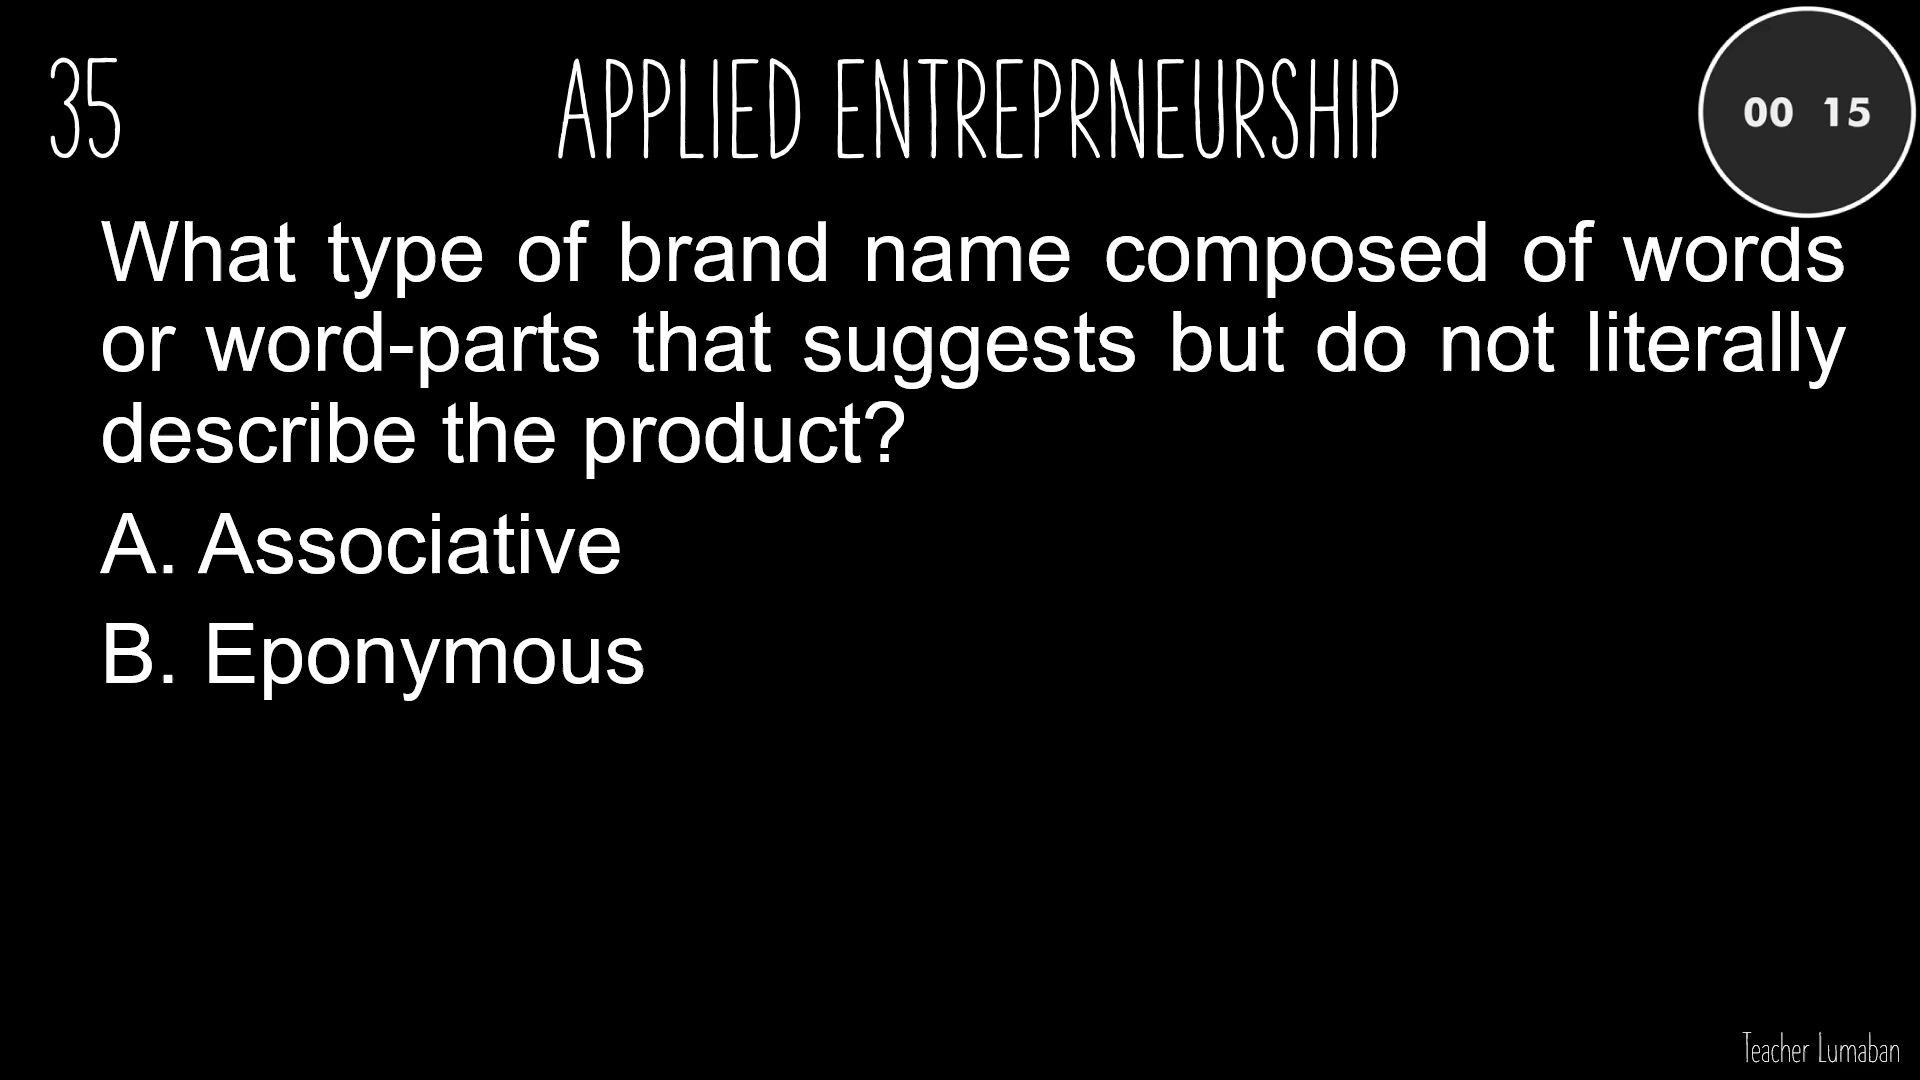 35
APPLIED ENTREPRNEURSHIP
00 15
What type of brand name composed of words
or word-parts that suggests but do not literally
describe the product?
A. Associative
B. Eponymous
Teacher Lumaban